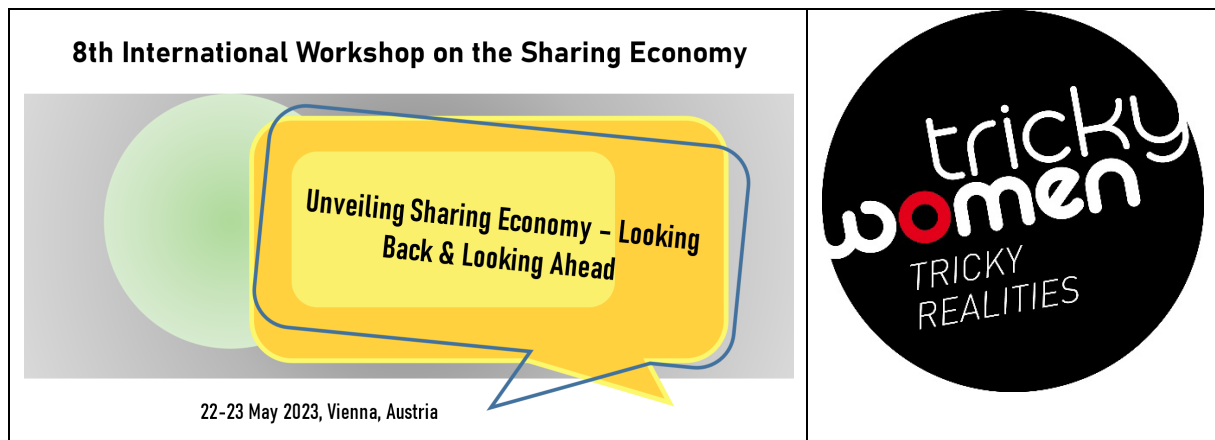 8th International Workshop on the Sharing Economy
Unveiling Sharing Economy – Looking
Back & Looking Ahead
22-23 May 2023, Vienna, Austria
tricky
women
TRICKY
REALITIES